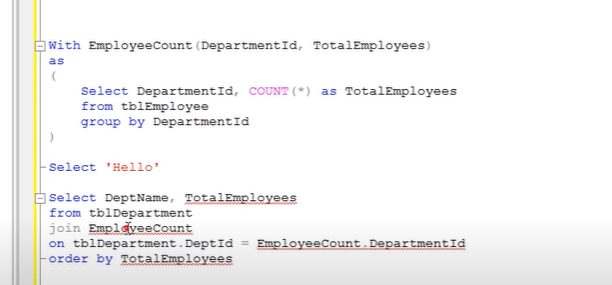 With EmployeeCount(DepartmentId, TotalEmployees)
as
(
    Select DepartmentId, COUNT(*) as TotalEmployees
    from tblEmployee
    group by DepartmentId
)
Select 'Hello'
Select DeptName, TotalEmployees
from tblDepartment
join EmployeeCount
on tblDepartment.DeptId = EmployeeCount.DepartmentId
order by TotalEmployees